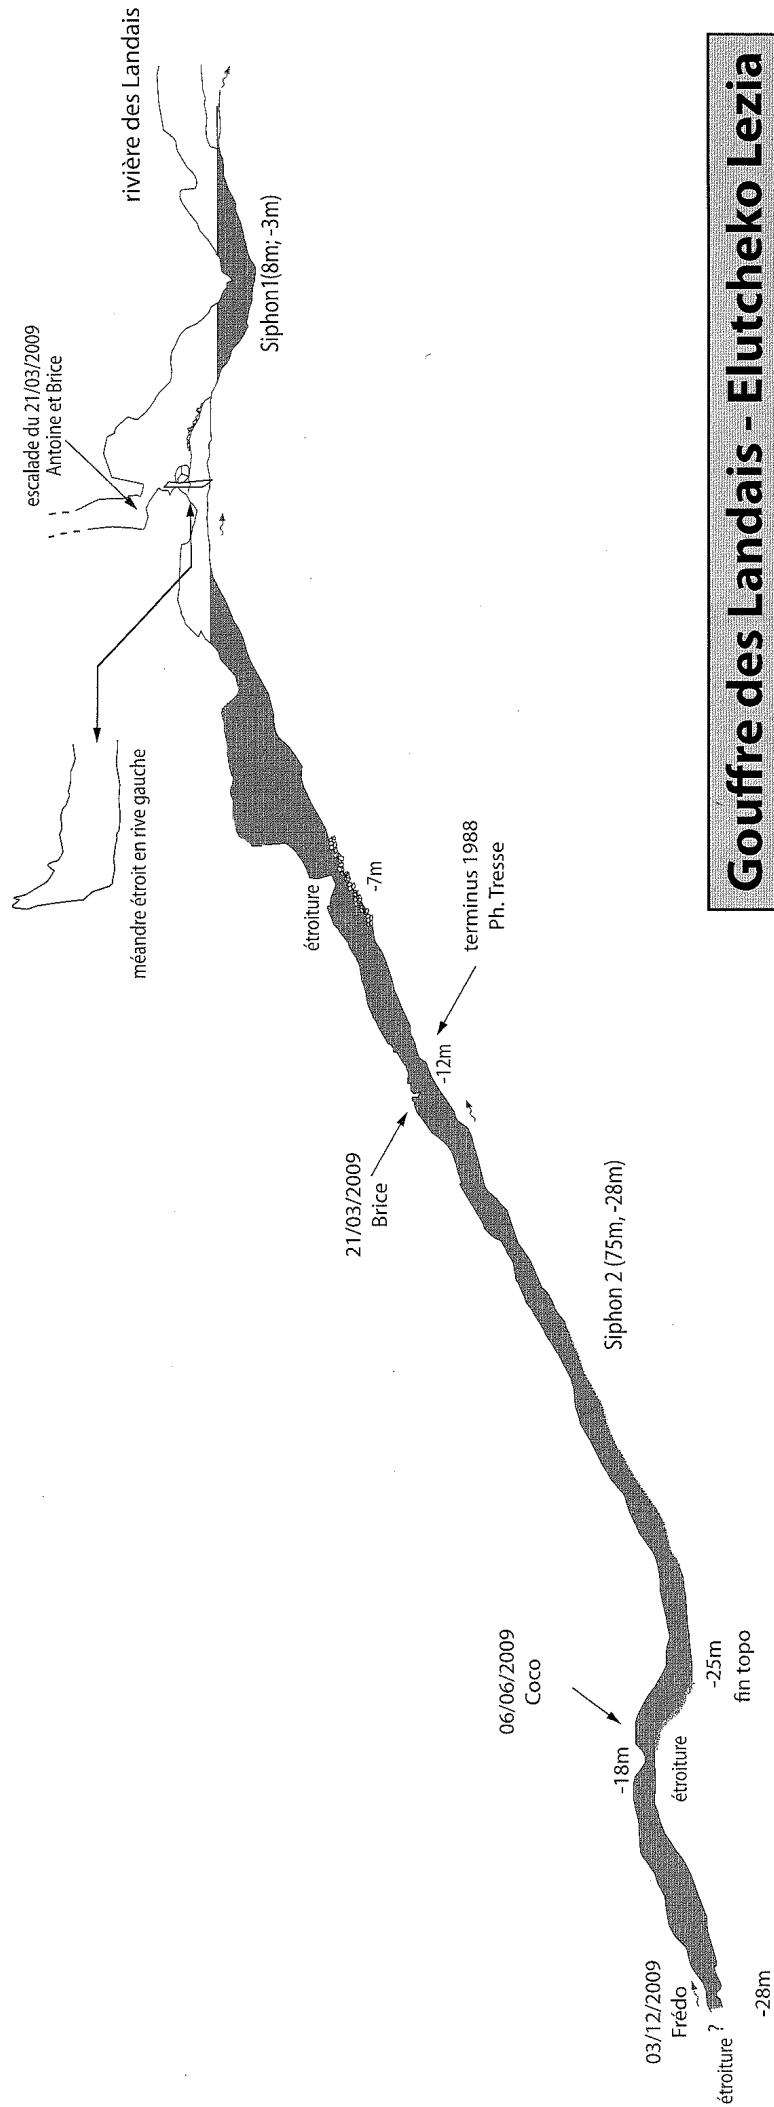 rivière des Landais
Siphon1(8m; -3m)
escalade du 21/03/2009
Antoine et Brice
méandre étroit en rive gauche
étroiture
-7m
terminus 1988
Ph. Tresse
-12m
21/03/2009
Brice
Siphon 2 (75m, -28m)
06/06/2009
Coco
-25m
fin topo
-18m
étroiture
03/12/2009
Frédo
étroiture ?
-28m
Gouffre des Landais - Elutcheko Lezia